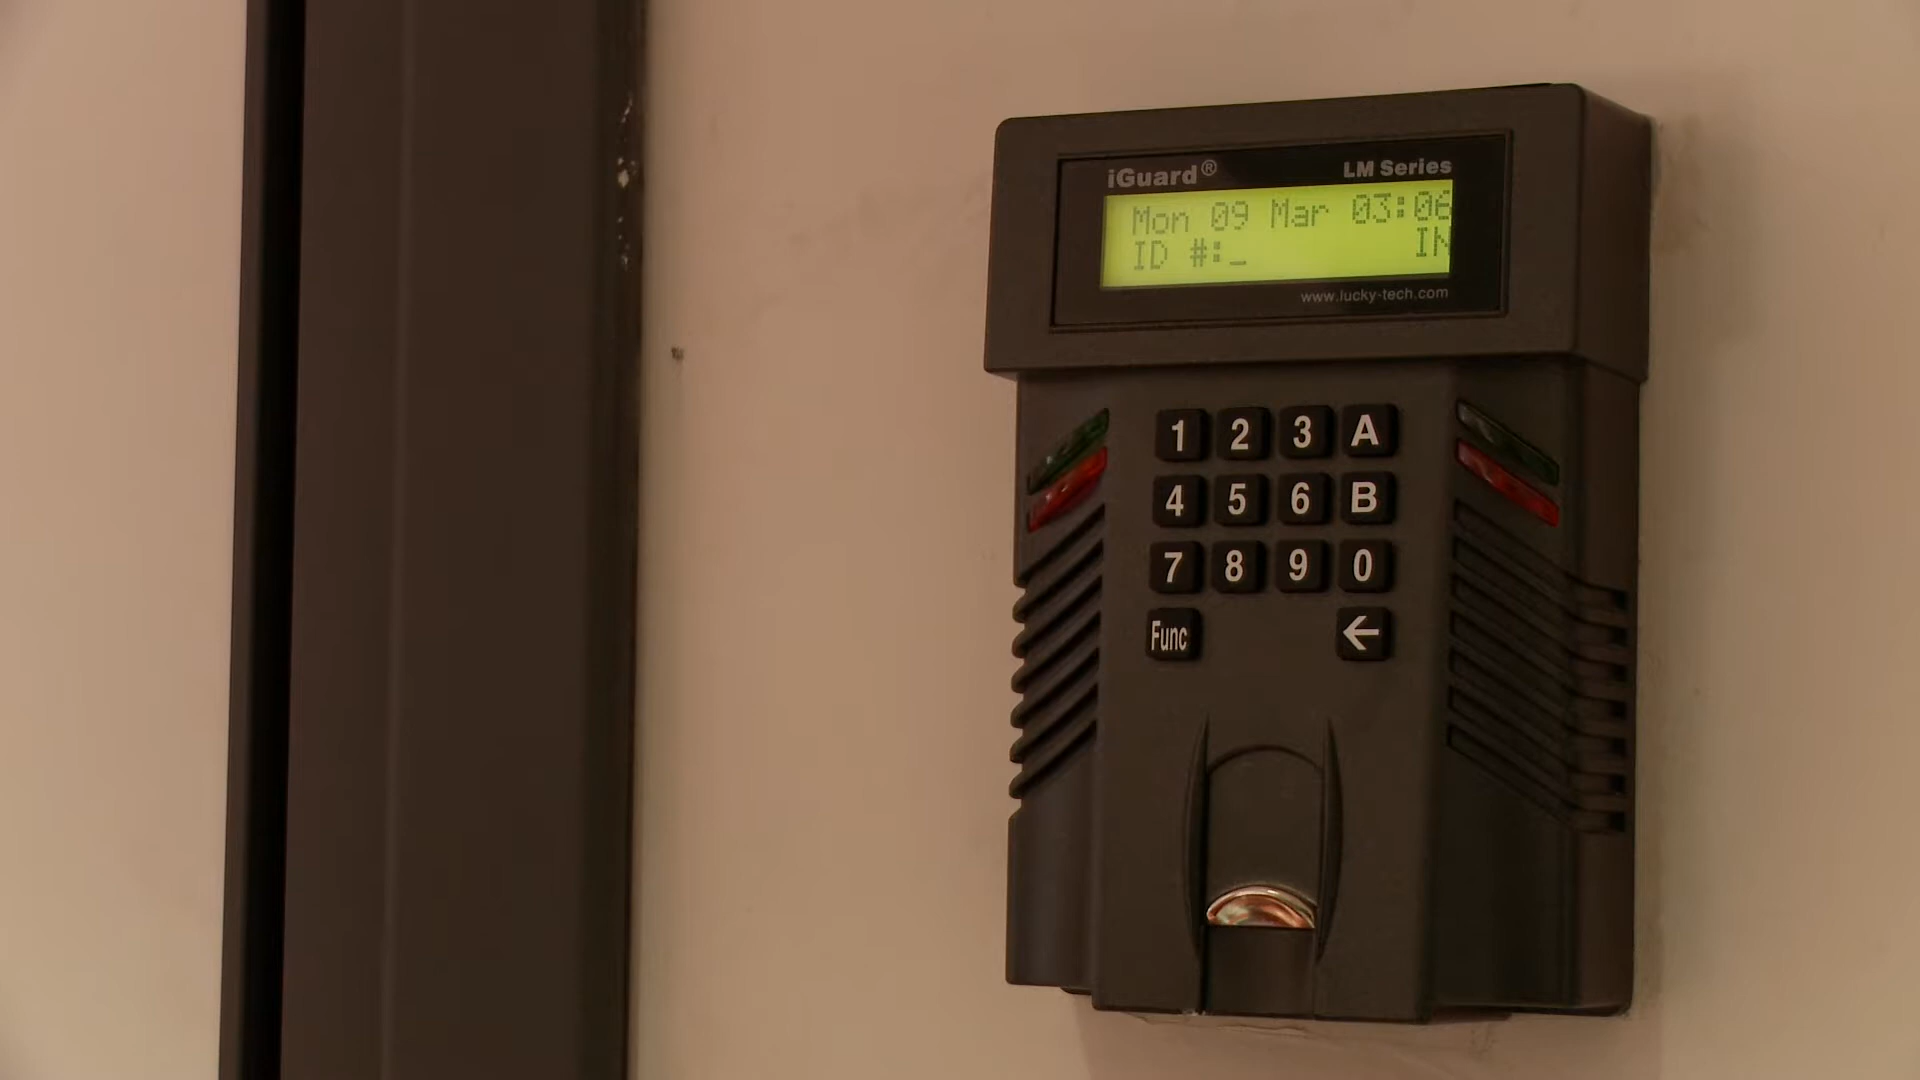 iGuard® LM Series
Mon 09 Mar 03:06
ID #:_ IN
www.lucky-tech.com
1 2 3 A
4 5 6 B
7 8 9 0
Func ←